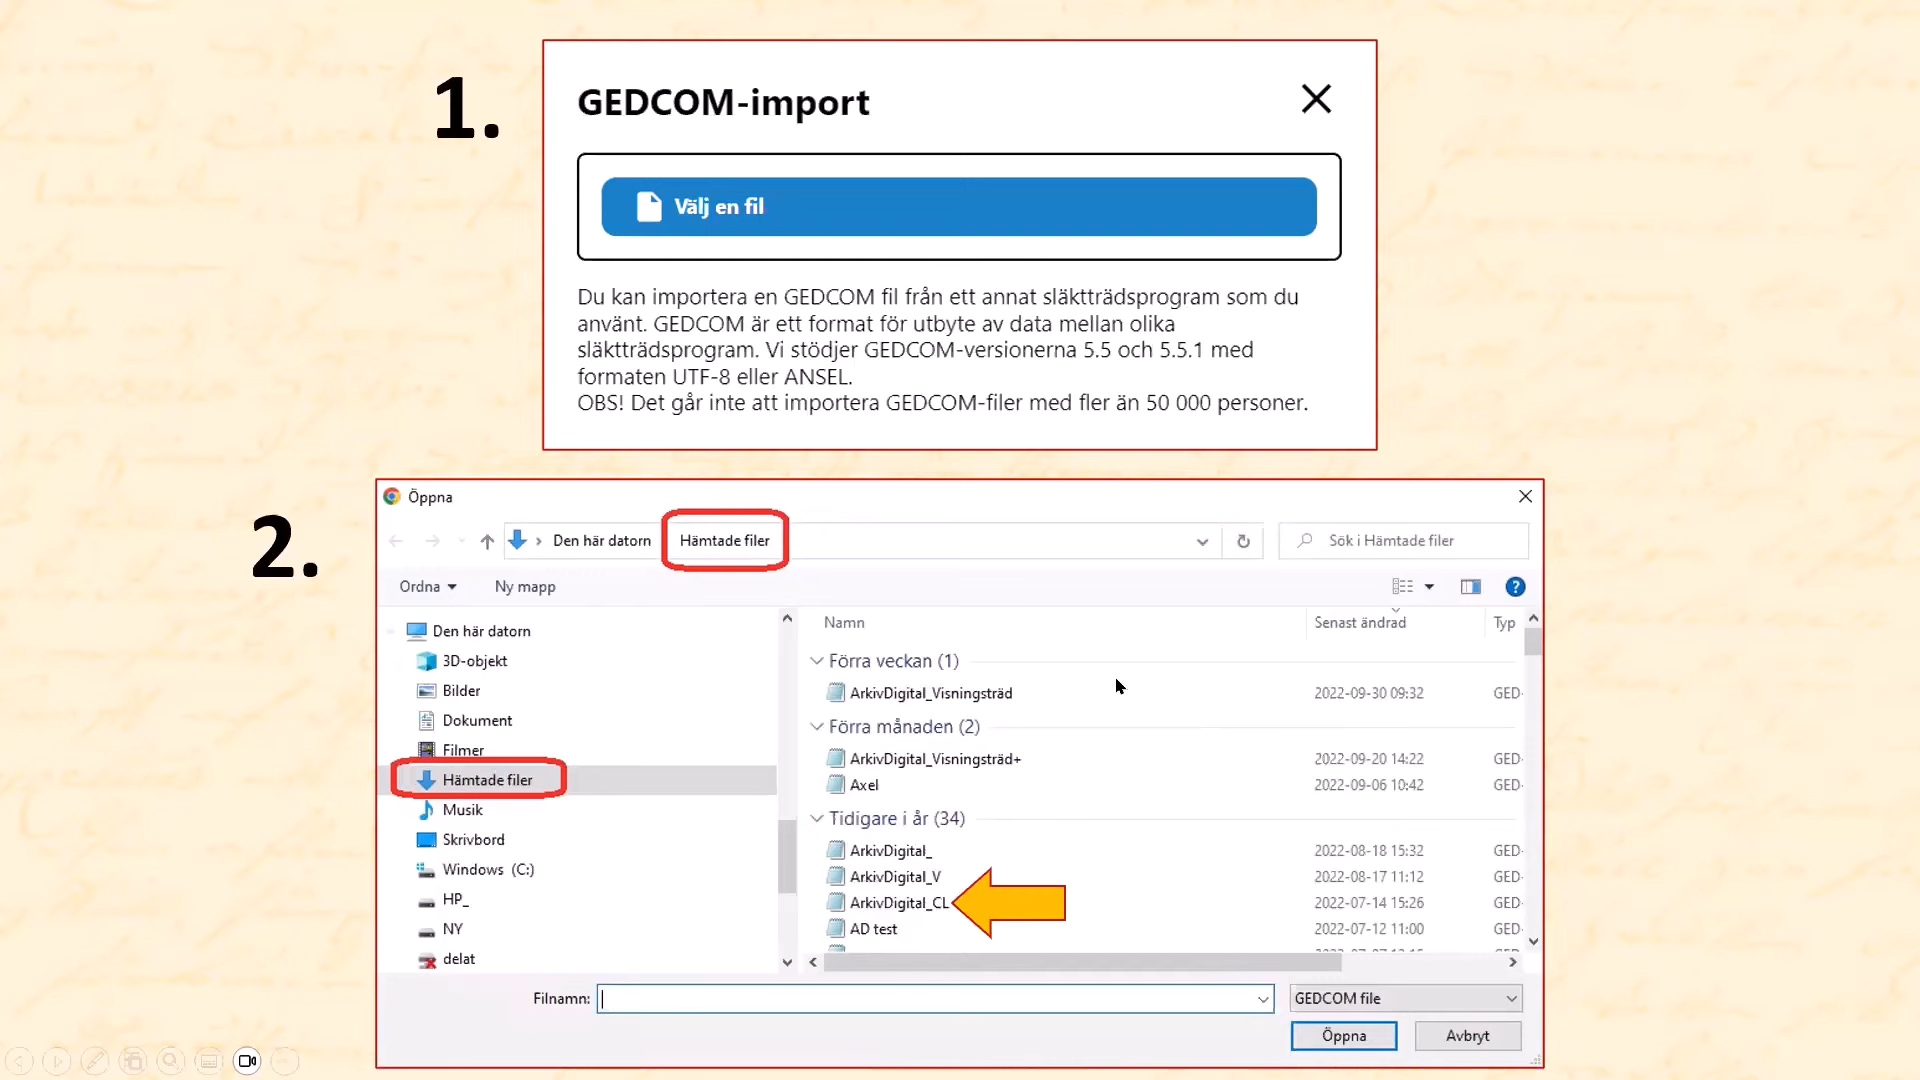 1.
GEDCOM-import
Välj en fil
Du kan importera en GEDCOM fil från ett annat släktträdsprogram som du
använt. GEDCOM är ett format för utbyte av data mellan olika
släktträdsprogram. Vi stödjer GEDCOM-versionerna 5.5 och 5.5.1 med
formaten UTF-8 eller ANSEL.
OBS! Det går inte att importera GEDCOM-filer med fler än 50 000 personer.
2.
Öppna
Den här datorn Hämtade filer
Sök i Hämtade filer
Ordna Ny mapp
Den här datorn
3D-objekt
Bilder
Dokument
Filmer
Hämtade filer
Musik
Skrivbord
Windows (C:)
HP_
NY
delat
Namn Senast ändrad Typ
Förra veckan (1)
ArkivDigital_Visningsträd 2022-09-30 09:32 GED-
Förra månaden (2)
ArkivDigital_Visningsträd+ 2022-09-20 14:22 GED-
Axel 2022-09-06 10:42 GED-
Tidigare i år (34)
ArkivDigital_ 2022-08-18 15:32 GED-
ArkivDigital_V 2022-08-17 11:12 GED-
ArkivDigital_CL 2022-07-14 15:26 GED-
AD test 2022-07-12 11:00 GED-
Filnamn: GEDCOM file
Öppna Avbryt